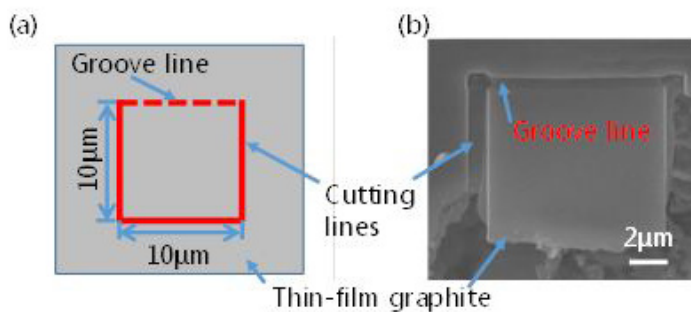 (a)
Groove line
10μm
10μm
Cutting
lines
Thin-film graphite
(b)
Groove line
2μm